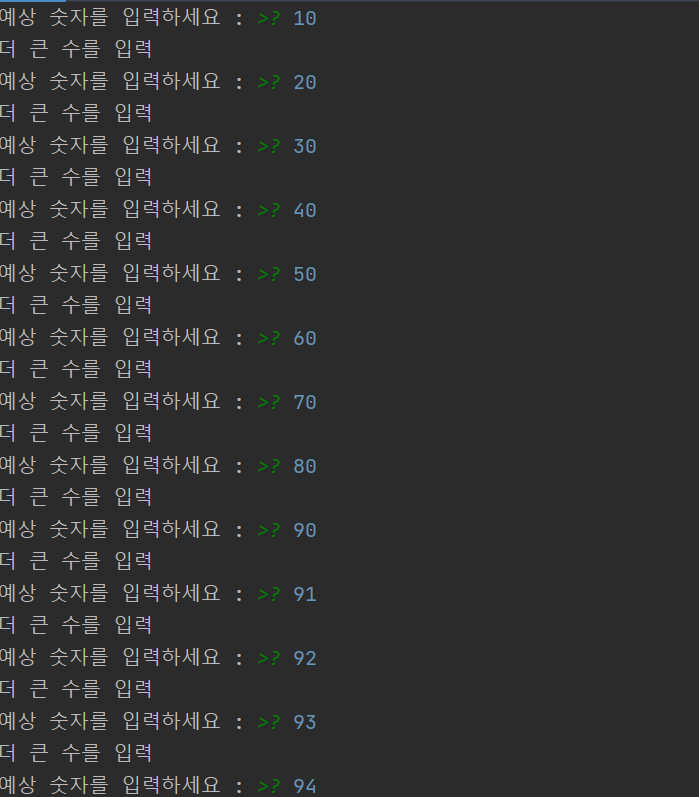 예상 숫자를 입력하세요 : >? 10
더 큰 수를 입력
예상 숫자를 입력하세요 : >? 20
더 큰 수를 입력
예상 숫자를 입력하세요 : >? 30
더 큰 수를 입력
예상 숫자를 입력하세요 : >? 40
더 큰 수를 입력
예상 숫자를 입력하세요 : >? 50
더 큰 수를 입력
예상 숫자를 입력하세요 : >? 60
더 큰 수를 입력
예상 숫자를 입력하세요 : >? 70
더 큰 수를 입력
예상 숫자를 입력하세요 : >? 80
더 큰 수를 입력
예상 숫자를 입력하세요 : >? 90
더 큰 수를 입력
예상 숫자를 입력하세요 : >? 91
더 큰 수를 입력
예상 숫자를 입력하세요 : >? 92
더 큰 수를 입력
예상 숫자를 입력하세요 : >? 93
더 큰 수를 입력
예상 숫자를 입력하세요 : >? 94